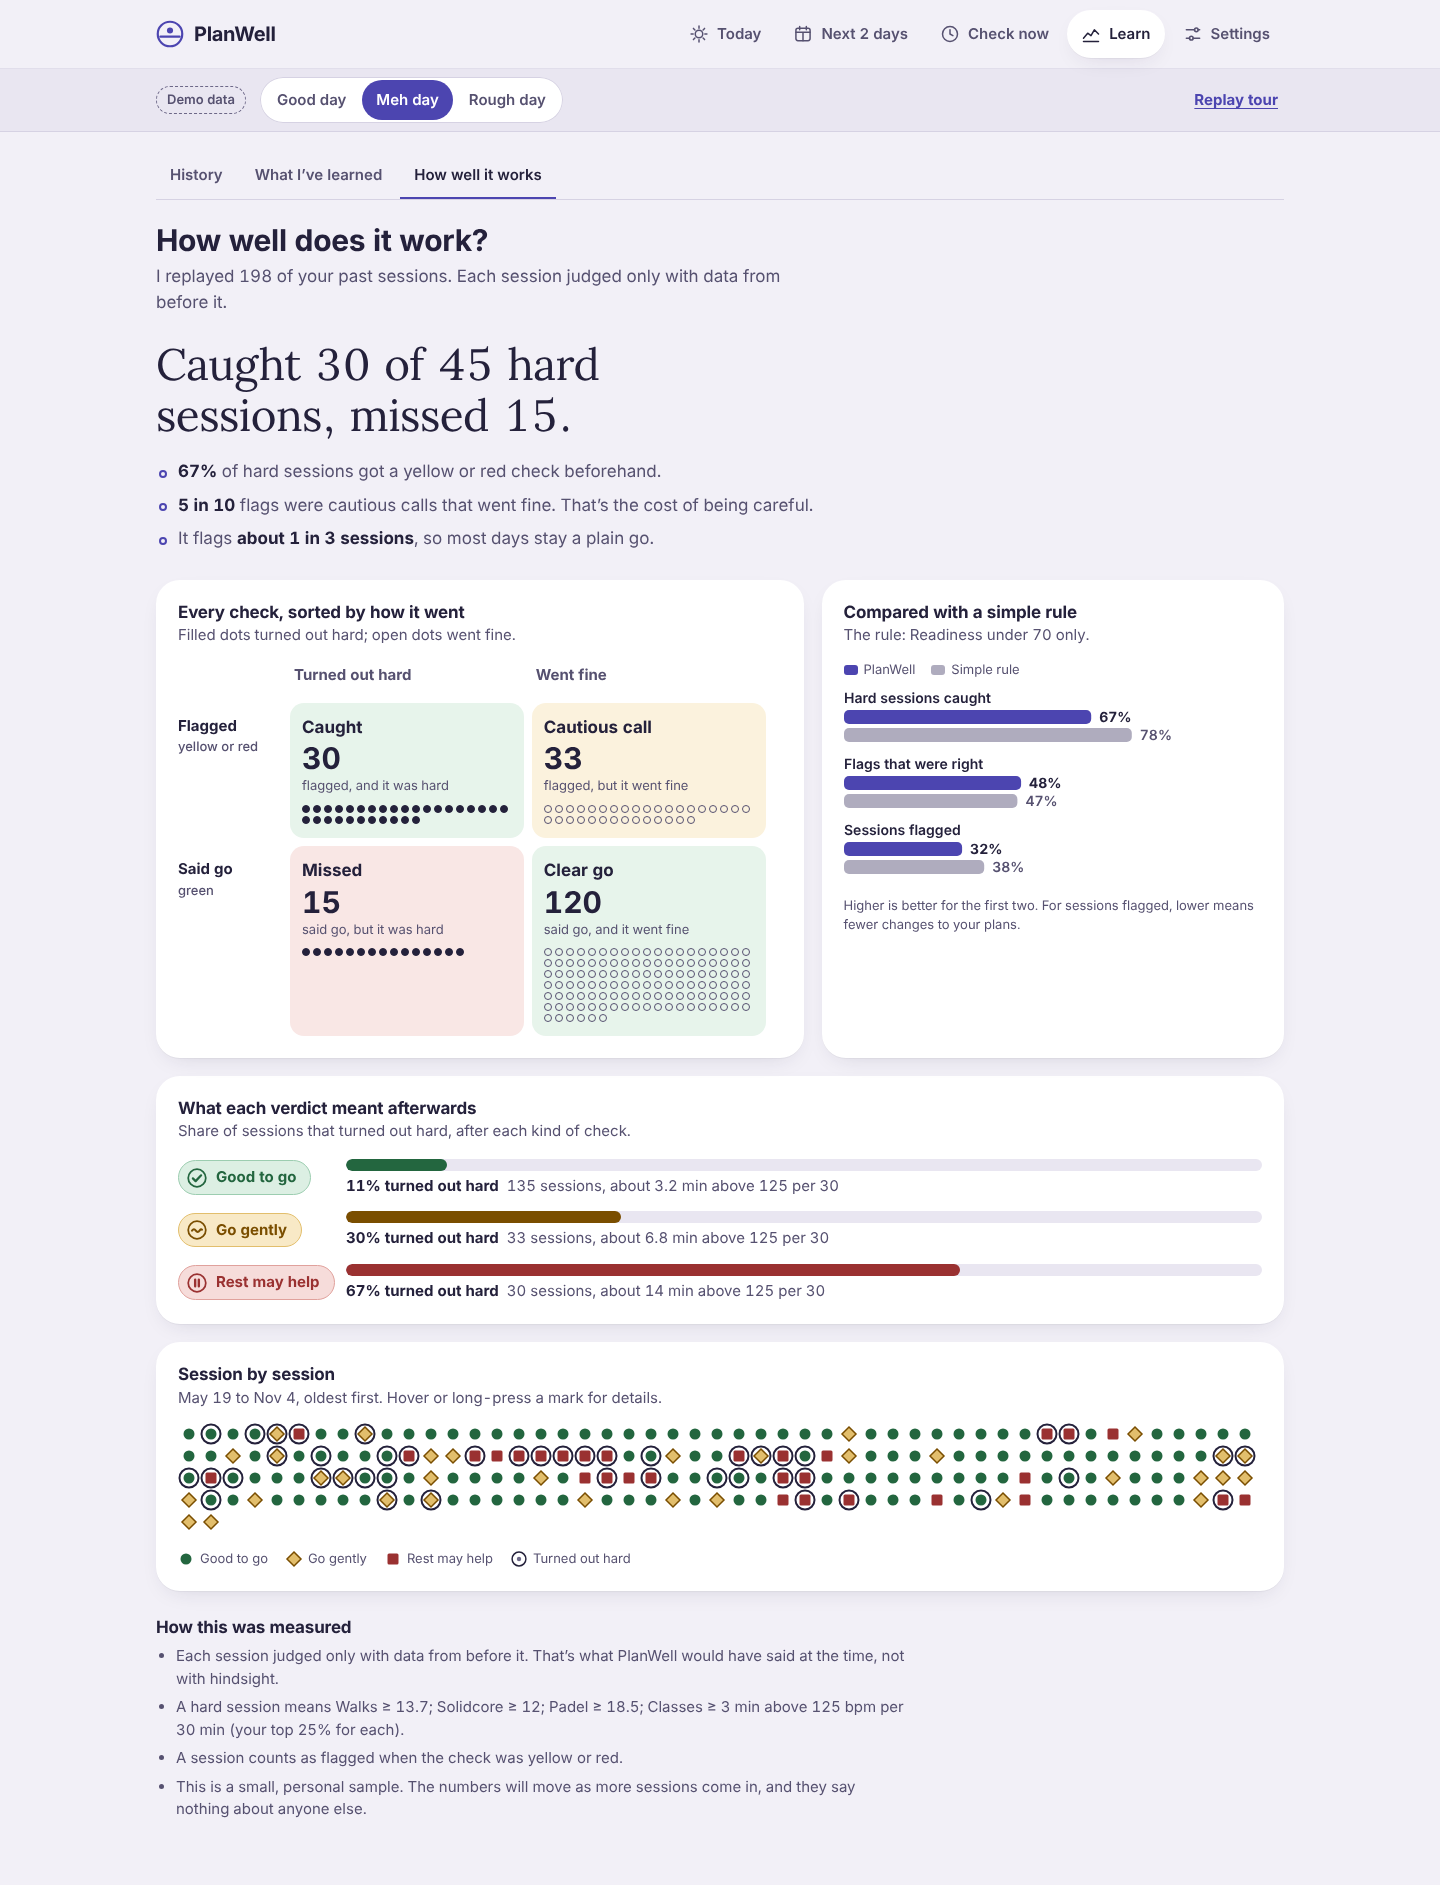 PlanWell
Today
Next 2 days
Check now
Learn
Settings
Demo data
Good day
Meh day
Rough day
Replay tour
History
What I’ve learned
How well it works
How well does it work?
I replayed 198 of your past sessions. Each session judged only with data from
before it.
Caught 30 of 45 hard
sessions, missed 15.
67% of hard sessions got a yellow or red check beforehand.
5 in 10 flags were cautious calls that went fine. That’s the cost of being careful.
It flags about 1 in 3 sessions, so most days stay a plain go.
Every check, sorted by how it went
Filled dots turned out hard; open dots went fine.
Turned out hard
Went fine
Flagged
yellow or red
Caught
30
flagged, and it was hard
Cautious call
33
flagged, but it went fine
Said go
green
Missed
15
said go, but it was hard
Clear go
120
said go, and it went fine
Compared with a simple rule
The rule: Readiness under 70 only.
PlanWell
Simple rule
Hard sessions caught
67%
78%
Flags that were right
48%
47%
Sessions flagged
32%
38%
Higher is better for the first two. For sessions flagged, lower means
fewer changes to your plans.
What each verdict meant afterwards
Share of sessions that turned out hard, after each kind of check.
Good to go
11% turned out hard 135 sessions, about 3.2 min above 125 per 30
Go gently
30% turned out hard 33 sessions, about 6.8 min above 125 per 30
Rest may help
67% turned out hard 30 sessions, about 14 min above 125 per 30
Session by session
May 19 to Nov 4, oldest first. Hover or long-press a mark for details.
Good to go
Go gently
Rest may help
Turned out hard
How this was measured
• Each session judged only with data from before it. That’s what PlanWell would have said at the time, not
with hindsight.
• A hard session means Walks ≥ 13.7; Solidcore ≥ 12; Padel ≥ 18.5; Classes ≥ 3 min above 125 bpm per
30 min (your top 25% for each).
• A session counts as flagged when the check was yellow or red.
• This is a small, personal sample. The numbers will move as more sessions come in, and they say
nothing about anyone else.